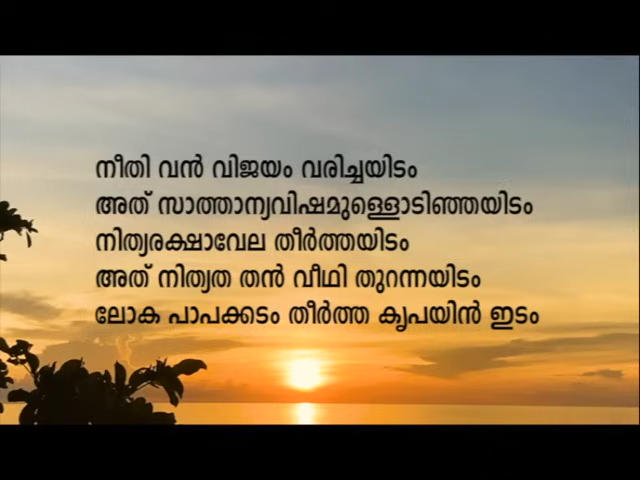 നീതി വൻ വിജയം വരിച്ചയിടം
അത് സാത്താന്യവിഷമുള്ളൊടിഞ്ഞയിടം
നിത്യരക്ഷാവേല തീർത്തയിടം
അത് നിത്യത തൻ വീഥി തുറന്നയിടം
ലോക പാപക്കടം തീർത്ത കൃപയിൻ ഇടം